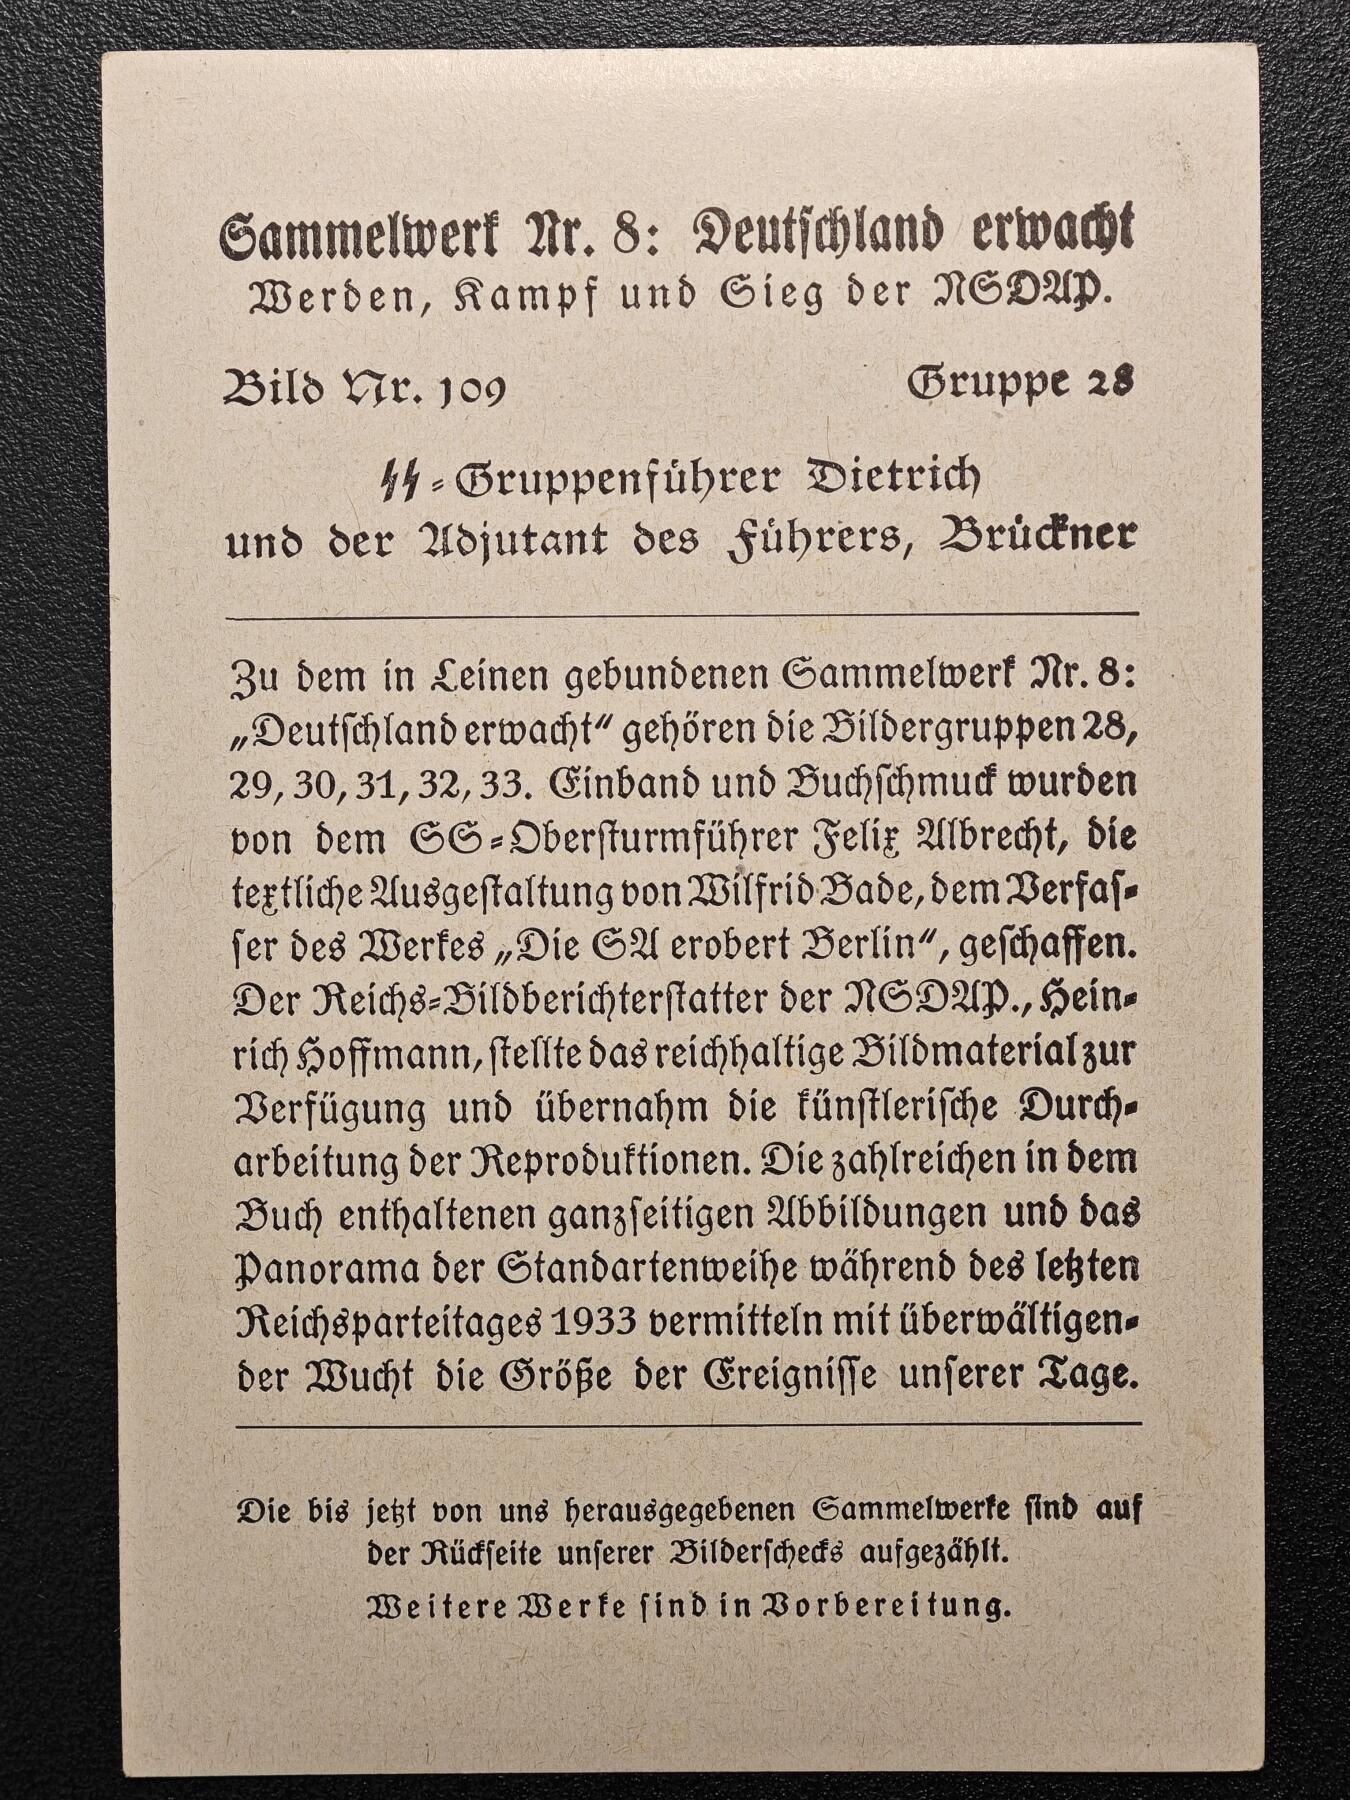 Sammelwerk Nr. 8: Deutschland erwacht
Werden, Kampf und Sieg der NSDAP.
Bild Nr. 109 Gruppe 28
SS-Gruppenführer Dietrich
und der Adjutant des Führers, Brückner
Zu dem in Leinen gebundenen Sammelwerk Nr. 8:
„Deutschland erwacht“ gehören die Bildergruppen 28,
29, 30, 31, 32, 33. Einband und Buchschmuck wurden
von dem SS-Obersturmführer Felix Albrecht, die
textliche Ausgestaltung von Wilfrid Bade, dem Verfas-
ser des Werkes „Die SA erobert Berlin“, geschaffen.
Der Reichs-Bildberichterstatter der NSDAP., Hein-
rich Hoffmann, stellte das reichhaltige Bildmaterial zur
Verfügung und übernahm die künstlerische Durch-
arbeitung der Reproduktionen. Die zahlreichen in dem
Buch enthaltenen ganzseitigen Abbildungen und das
Panorama der Standartenweihe während des letzten
Reichsparteitages 1933 vermitteln mit überwältigen-
der Wucht die Größe der Ereignisse unserer Tage.
Die bis jetzt von uns herausgegebenen Sammelwerke sind auf
der Rückseite unserer Bilderschecks aufgezählt.
Weitere Werke sind in Vorbereitung.